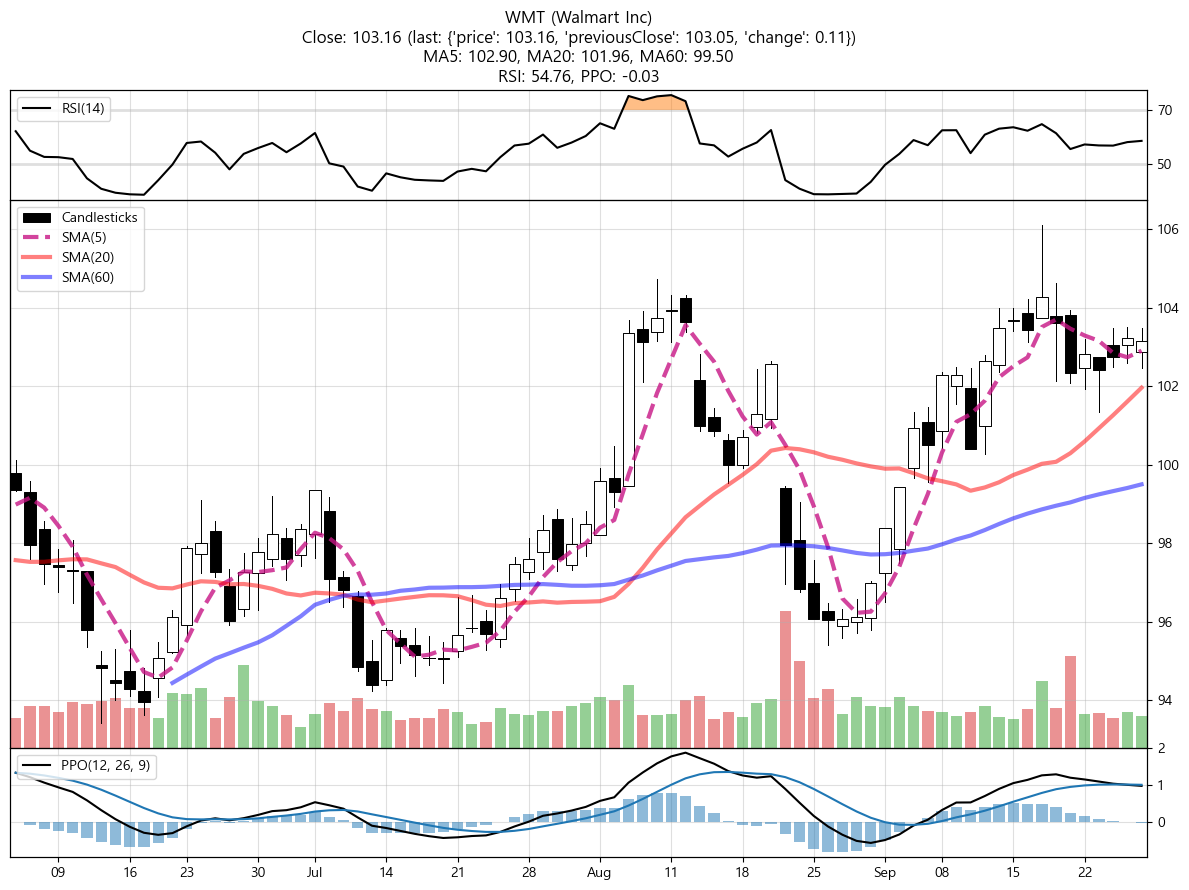 WMT (Walmart Inc)
Close: 103.16 (last: {'price': 103.16, 'previousClose': 103.05, 'change': 0.11})
MA5: 102.90, MA20: 101.96, MA60: 99.50
RSI: 54.76, PPO: -0.03
RSI(14)
70
50
Candlesticks
SMA(5)
SMA(20)
SMA(60)
106
104
102
100
98
96
94
PPO(12, 26, 9)
2
1
0
09 16 23 30 Jul 14 21 28 Aug 11 18 25 Sep 08 15 22